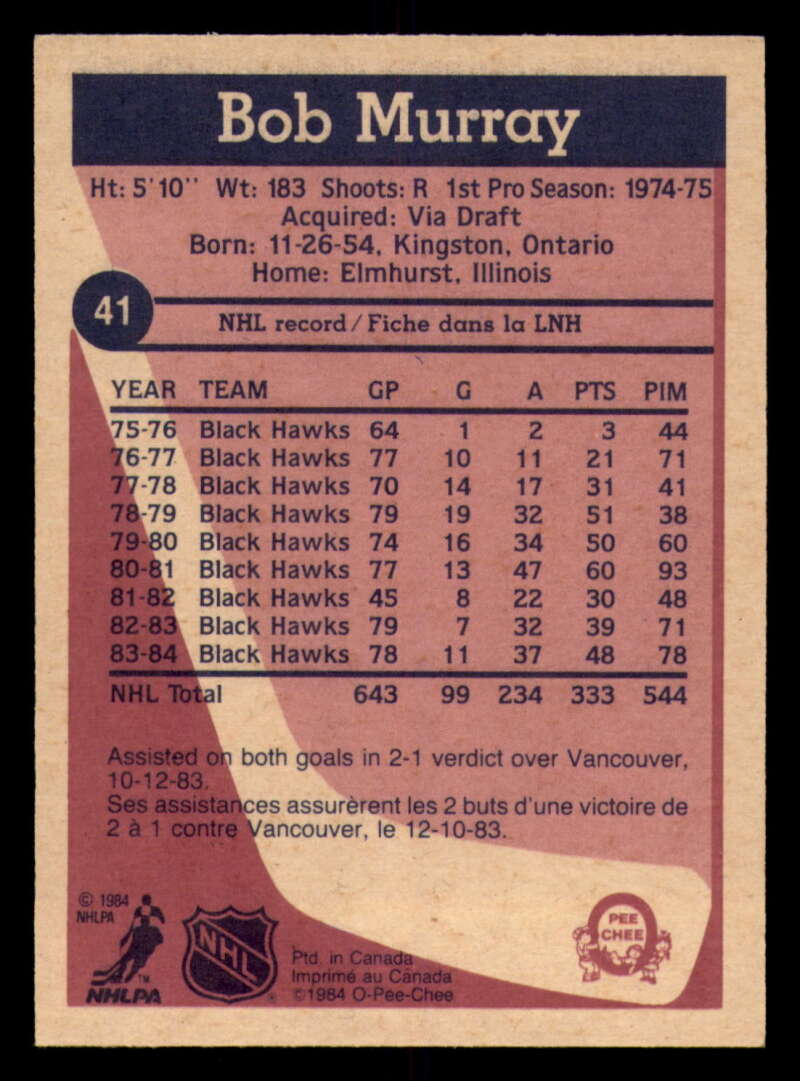 Bob Murray
Ht: 5'10" Wt: 183 Shoots: R 1st Pro Season: 1974-75
Acquired: Via Draft
Born: 11-26-54, Kingston, Ontario
Home: Elmhurst, Illinois
41
NHL record/Fiche dans la LNH
YEAR TEAM GP G A PTS PIM
75-76 Black Hawks 64 1 2 3 44
76-77 Black Hawks 77 10 11 21 71
77-78 Black Hawks 70 14 17 31 41
78-79 Black Hawks 79 19 32 51 38
79-80 Black Hawks 74 16 34 50 60
80-81 Black Hawks 77 13 47 60 93
81-82 Black Hawks 45 8 22 30 48
82-83 Black Hawks 79 7 32 39 71
83-84 Black Hawks 78 11 37 48 78
NHL Total 643 99 234 333 544
Assisted on both goals in 2-1 verdict over Vancouver,
10-12-83.
Ses assistances assurèrent les 2 buts d'une victoire de
2 à 1 contre Vancouver, le 12-10-83.
© 1984
NHLPA
TM
NHLPA
NHL
®
Ptd. in Canada
Imprimé au Canada
©1984 O-Pee-Chee
PEE
CHEE